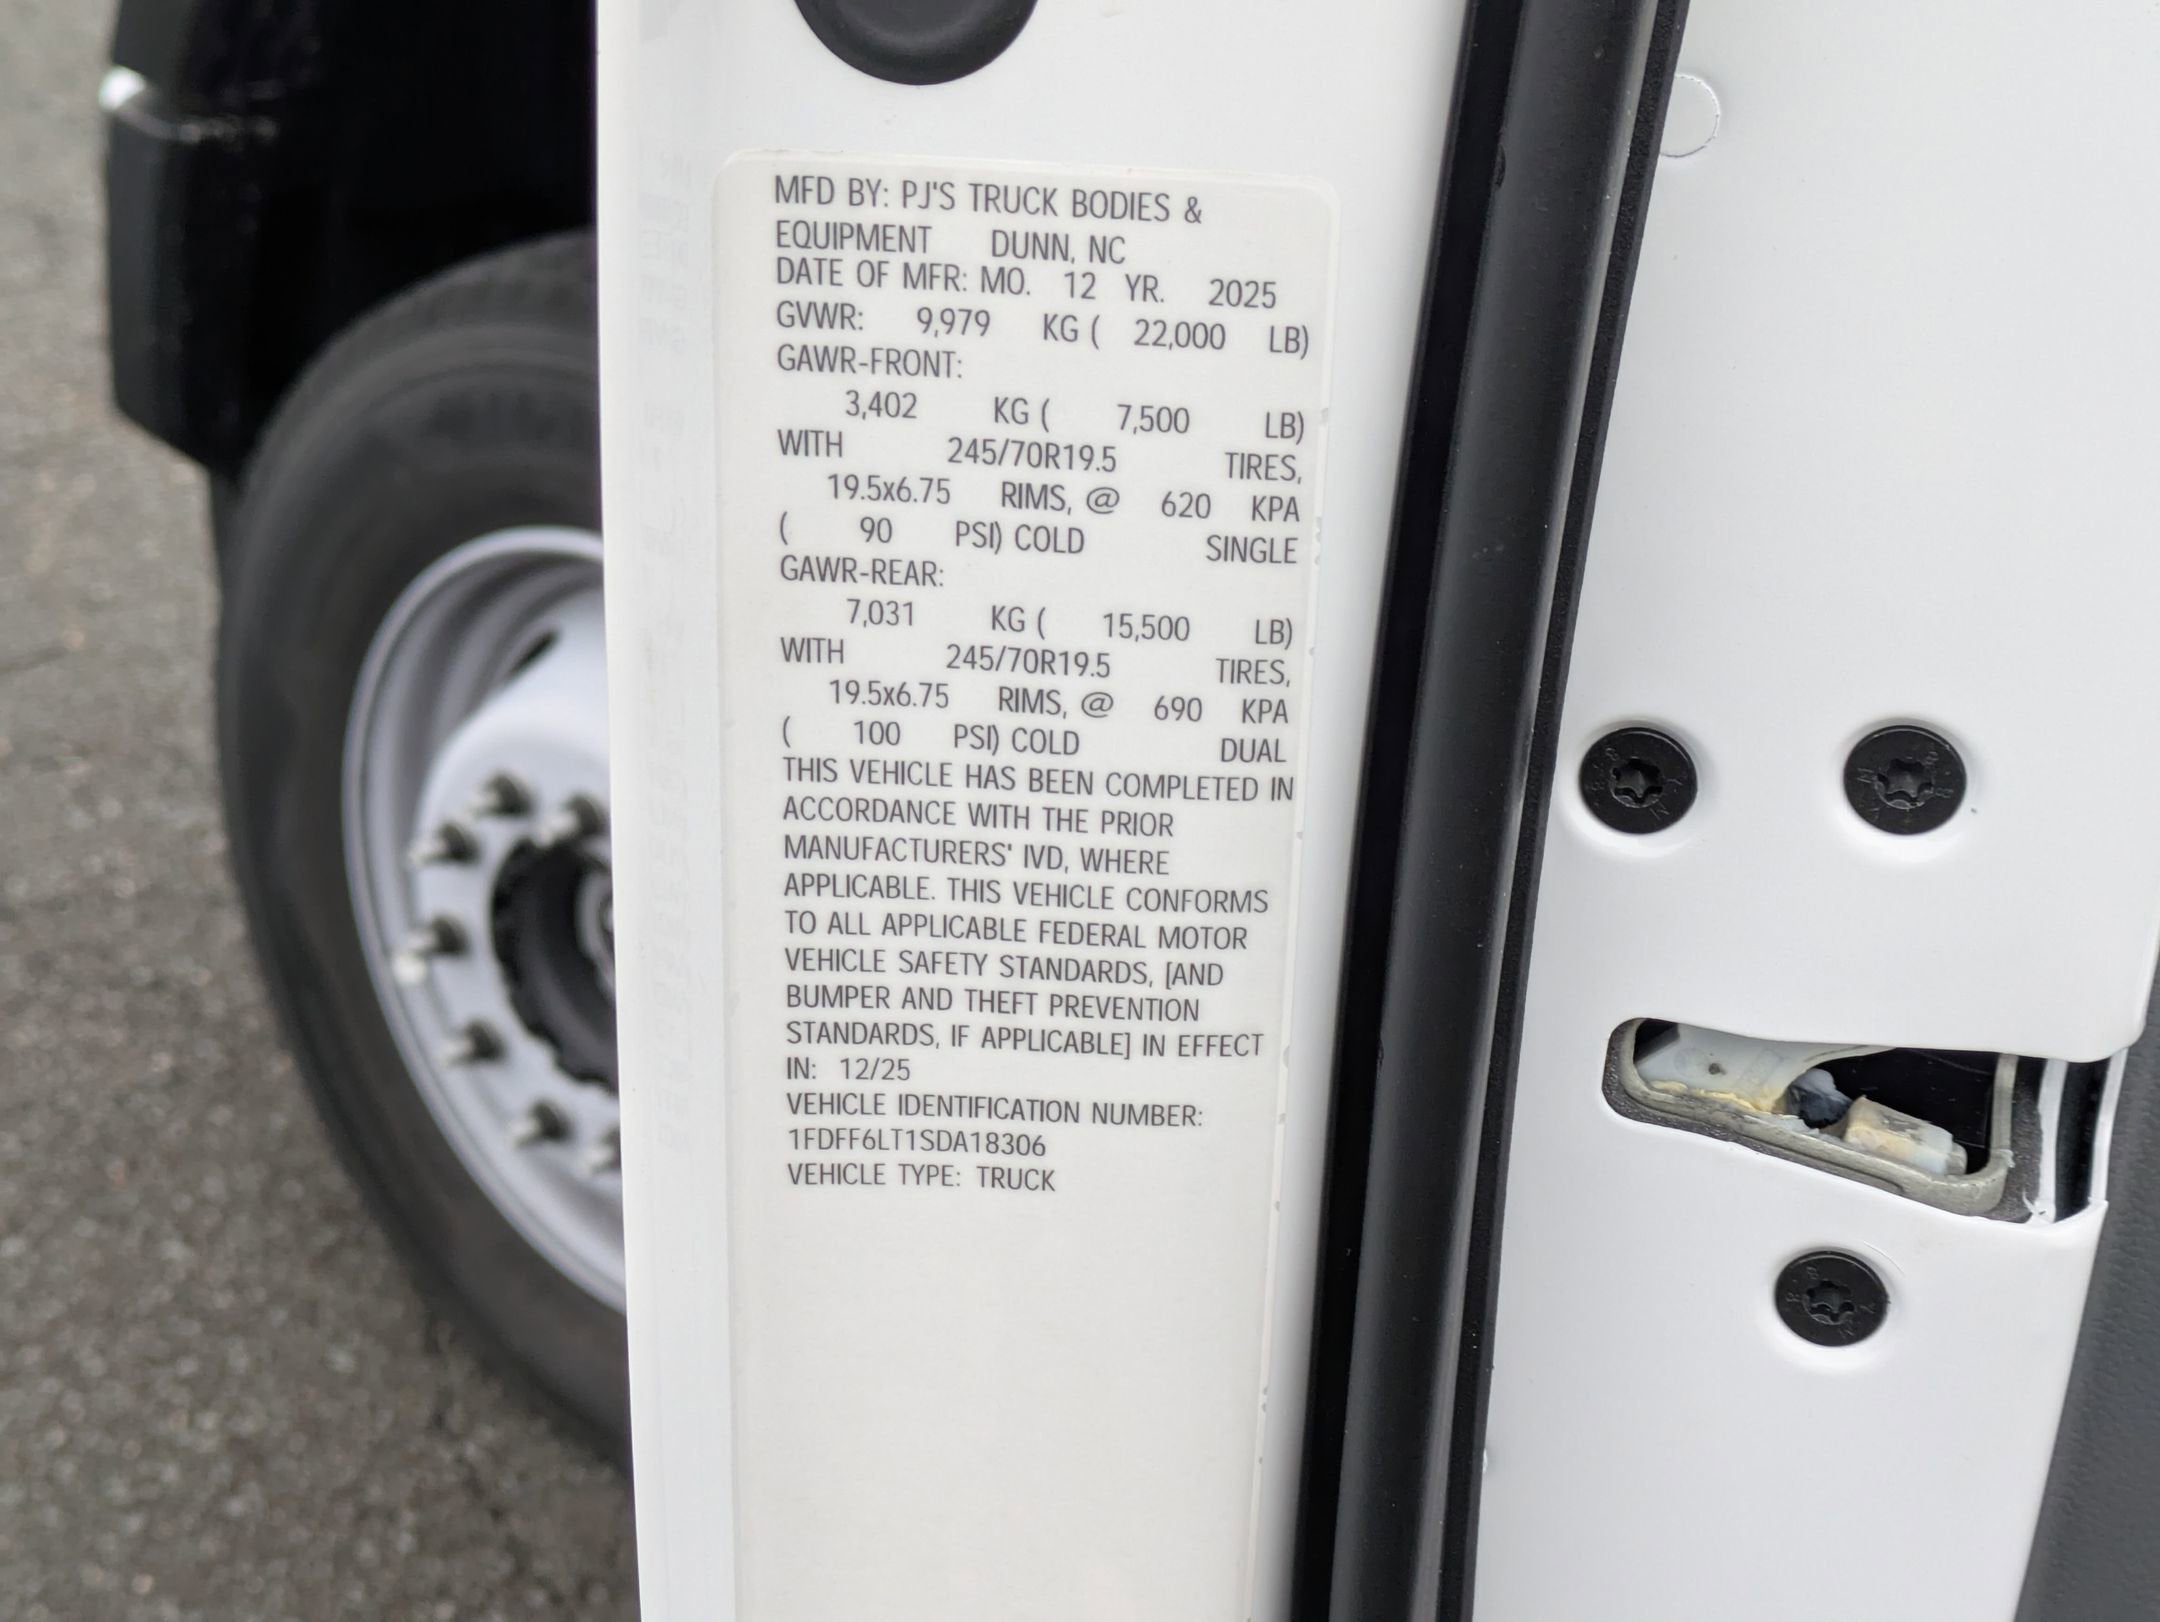 MFD BY: PJ'S TRUCK BODIES &
EQUIPMENT DUNN, NC
DATE OF MFR: MO. 12 YR. 2025
GVWR: 9,979 KG ( 22,000 LB)
GAWR-FRONT:
3,402 KG ( 7,500 LB)
WITH 245/70R19.5 TIRES,
19.5x6.75 RIMS, @ 620 KPA
( 90 PSI) COLD SINGLE
GAWR-REAR:
7,031 KG ( 15,500 LB)
WITH 245/70R19.5 TIRES,
19.5x6.75 RIMS, @ 690 KPA
( 100 PSI) COLD DUAL
THIS VEHICLE HAS BEEN COMPLETED IN
ACCORDANCE WITH THE PRIOR
MANUFACTURERS' IVD, WHERE
APPLICABLE. THIS VEHICLE CONFORMS
TO ALL APPLICABLE FEDERAL MOTOR
VEHICLE SAFETY STANDARDS, [AND
BUMPER AND THEFT PREVENTION
STANDARDS, IF APPLICABLE] IN EFFECT
IN: 12/25
VEHICLE IDENTIFICATION NUMBER:
1FDFF6LT1SDA18306
VEHICLE TYPE: TRUCK